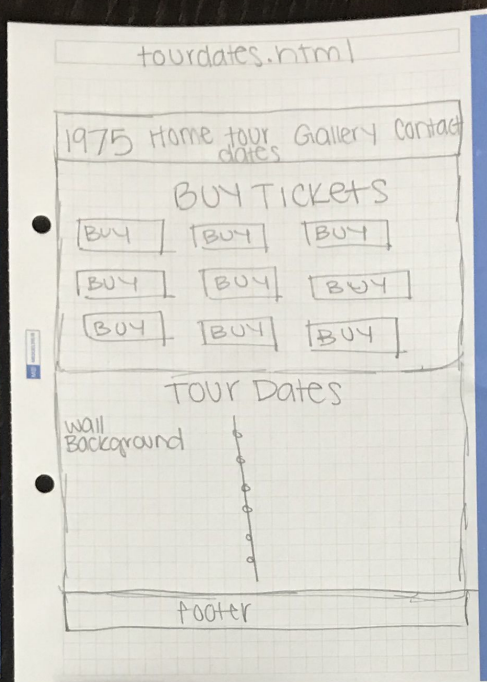 tourdates.html
1975 Home tour dates Gallery Contact
BUY TICKETS
BUY BUY BUY
BUY BUY BUY
BUY BUY BUY
TOUR DATES
Wall
Background
footer